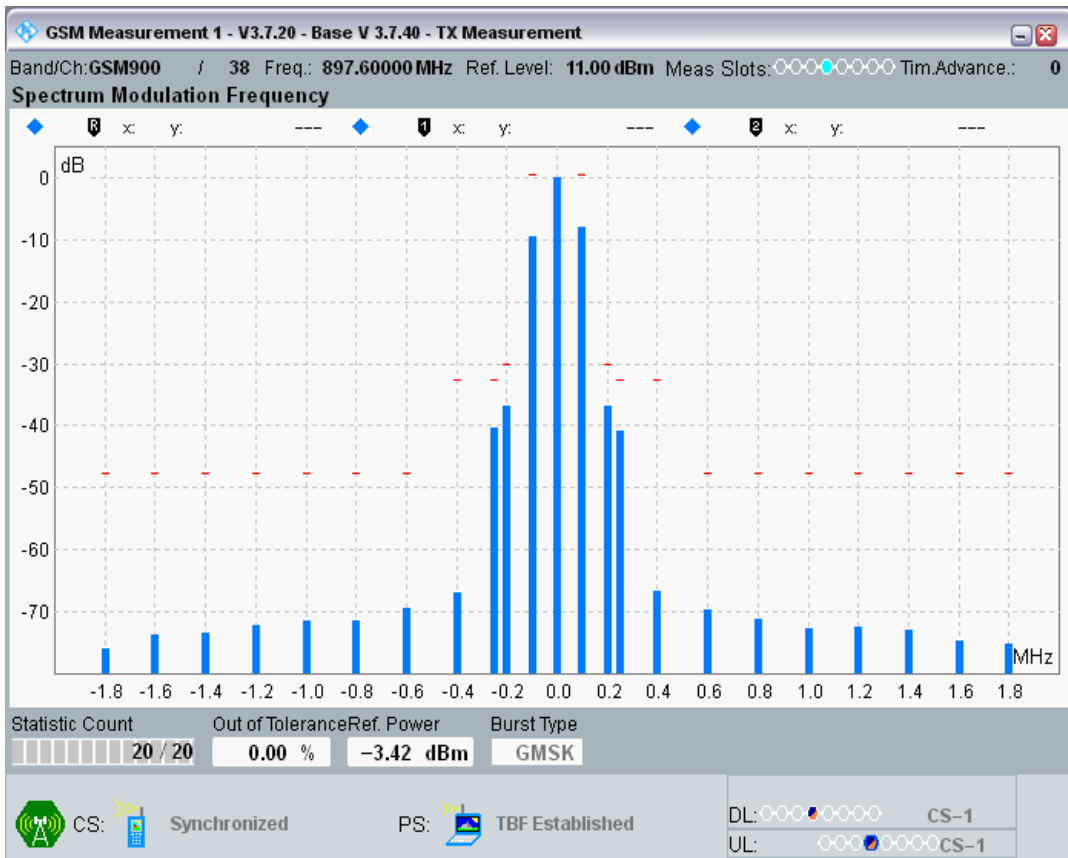 GSM Measurement 1 - V3.7.20 - Base V 3.7.40 - TX Measurement
Band/Ch:GSM900 / 38 Freq.: 897.60000 MHz Ref. Level: 11.00 dBm Meas Slots: Tim.Advance.: 0
Spectrum Modulation Frequency
R x: y: --- 1 x: y: --- 2 x: y: ---
dB
0
-10
-20
-30
-40
-50
-60
-70
MHz
-1.8 -1.6 -1.4 -1.2 -1.0 -0.8 -0.6 -0.4 -0.2 0.0 0.2 0.4 0.6 0.8 1.0 1.2 1.4 1.6 1.8
Statistic Count Out of Tolerance Ref. Power Burst Type
20 / 20 0.00 % −3.42 dBm GMSK
CS: Synchronized PS: TBF Established
DL: CS−1
UL: CS−1